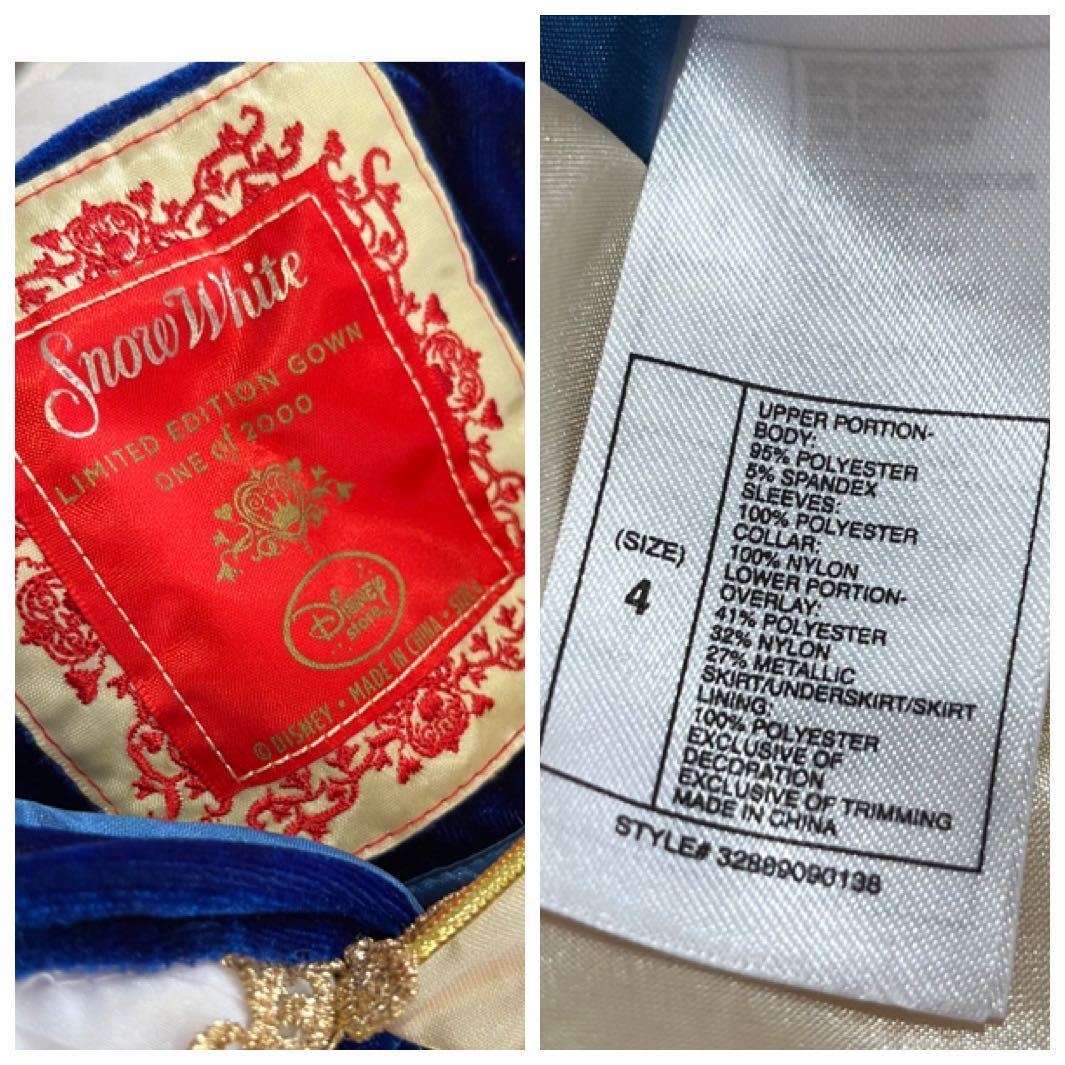 Snow White
LIMITED EDITION GOWN
ONE of 2000
DISNEY
store
© DISNEY • MADE IN CHINA •
(SIZE)
4
UPPER PORTION-
BODY:
95% POLYESTER
5% SPANDEX
SLEEVES:
100% POLYESTER
COLLAR:
100% NYLON
LOWER PORTION-
OVERLAY:
41% POLYESTER
32% NYLON
27% METALLIC
SKIRT/UNDERSKIRT/SKIRT
LINING:
100% POLYESTER
EXCLUSIVE OF
DECORATION
EXCLUSIVE OF TRIMMING
MADE IN CHINA
STYLE# 32889090138